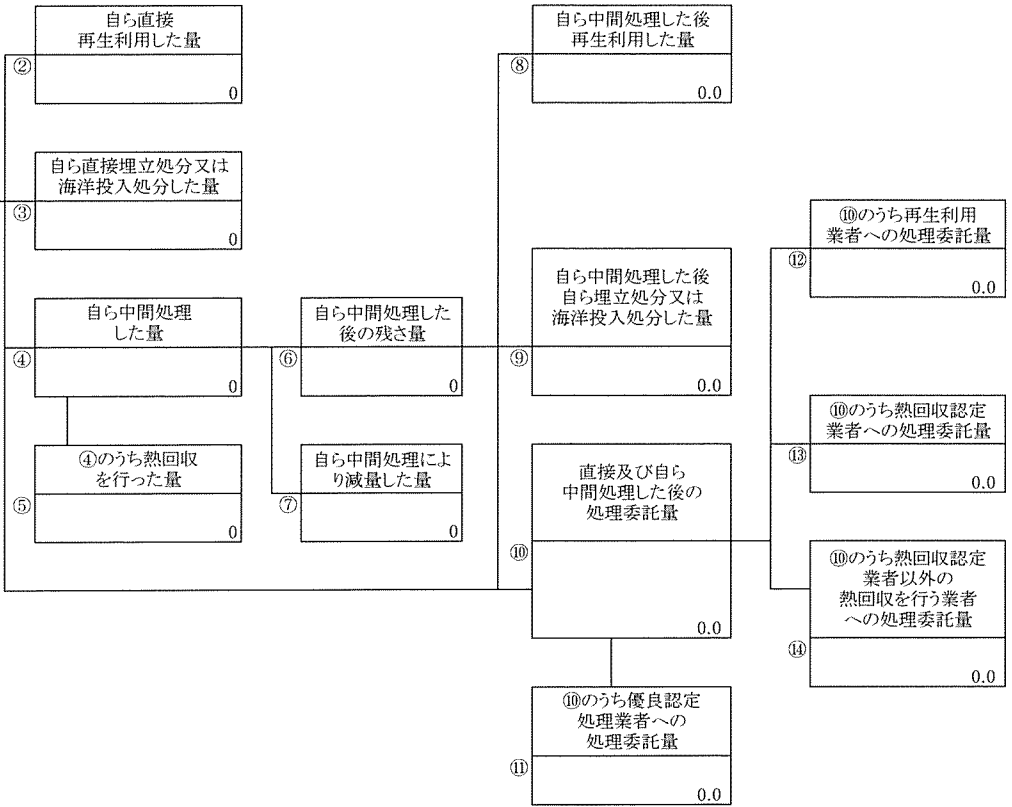 自ら直接
再生利用した量
②
0
自ら直接埋立処分又は
海洋投入処分した量
③
0
自ら中間処理
した量
④
0
④のうち熱回収
を行った量
⑤
0
自ら中間処理した
後の残さ量
⑥
0
自ら中間処理によ
り減量した量
⑦
0
自ら中間処理した後
再生利用した量
⑧
0.0
自ら中間処理した後
自ら埋立処分又は
海洋投入処分した量
⑨
0.0
直接及び自ら
中間処理した後の
処理委託量
⑩
0.0
⑩のうち優良認定
処理業者への
処理委託量
⑪
0.0
⑩のうち再生利用
業者への処理委託量
⑫
0.0
⑩のうち熱回収認定
業者への処理委託量
⑬
0.0
⑩のうち熱回収認定
業者以外の
熱回収を行う業者
への処理委託量
⑭
0.0